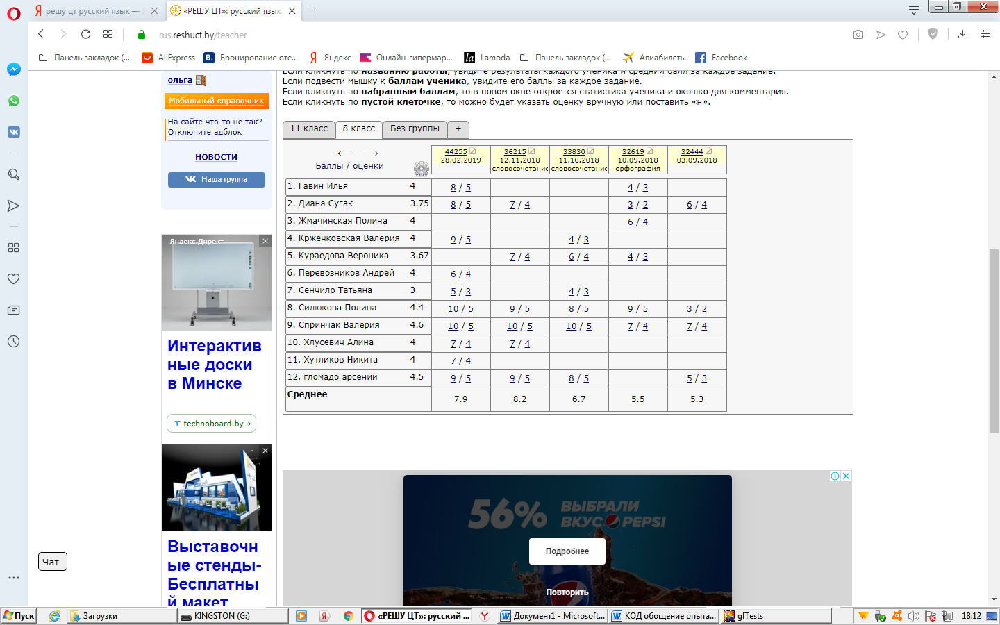 решу цт русский язык — Я
«РЕШУ ЦТ»: русский язык.
rus.reshuct.by/teacher
Панель закладок (... AliExpress Бронирование оте... Яндекс Онлайн-гипермар... Lamoda Панель закладок (... Авиабилеты Facebook
Если кликнуть по названию работы, увидите результаты каждого ученика и средний балл за каждое задание.
Если подвести мышку к баллам ученика, увидите его баллы за каждое задание.
Если кликнуть по набранным баллам, то в новом окне откроется статистика ученика и окошко для комментария.
Если кликнуть по пустой клеточке, то можно будет указать оценку вручную или поставить «н».
ольга
Мобильный справочник
На сайте что-то не так?
Отключите адблок
НОВОСТИ
Наша группа
Яндекс.Директ
Интерактив
ные доски
в Минске
technoboard.by >
Выставочн
ые стенды-
Бесплатны
й макет
Чат
11 класс 8 класс Без группы +
← →
Баллы / оценки
44255 36215 33830 32619 32444
28.02.2019 12.11.2018 11.10.2018 10.09.2018 03.09.2018
словосочетание словосочетание орфография
1. Гавин Илья 4 8 / 5 4 / 3
2. Диана Сугак 3.75 8 / 5 7 / 4 3 / 2 6 / 4
3. Жмачинская Полина 4 6 / 4
4. Кржечковская Валерия 4 9 / 5 4 / 3
5. Кураедова Вероника 3.67 7 / 4 6 / 4 4 / 3
6. Перевозников Андрей 4 6 / 4
7. Сенчило Татьяна 3 5 / 3 4 / 3
8. Силюкова Полина 4.4 10 / 5 9 / 5 8 / 5 9 / 5 3 / 2
9. Спринчак Валерия 4.6 10 / 5 10 / 5 10 / 5 7 / 4 7 / 4
10. Хлусевич Алина 4 7 / 4 7 / 4
11. Хутликов Никита 4 7 / 4
12. гломадо арсений 4.5 9 / 5 9 / 5 8 / 5 5 / 3
Среднее 7.9 8.2 6.7 5.5 5.3
56% ВЫБРАЛИ
ВКУС PEPSI
Подробнее
Повторить
Пуск Загрузки KINGSTON (G:) «РЕШУ ЦТ»: русский ... Документ1 - Microsoft... КОД обощение опыта... glTests 18:12